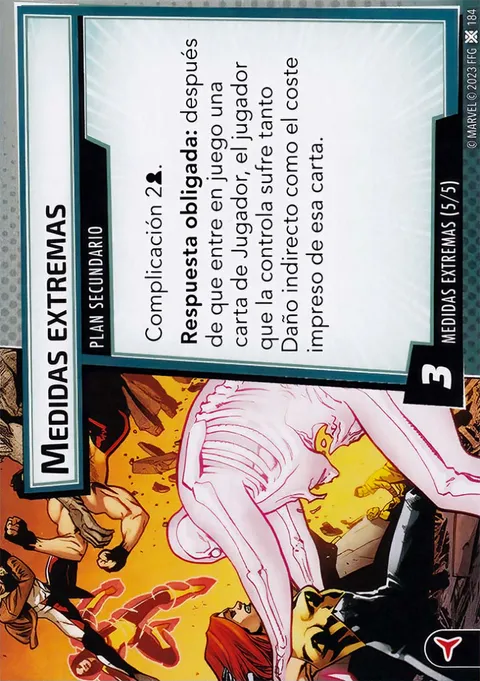 MEDIDAS EXTREMAS
PLAN SECUNDARIO
Complicación 2.
Respuesta obligada: después
de que entre en juego una
carta de Jugador, el jugador
que la controla sufre tanto
Daño indirecto como el coste
impreso de esa carta.
3
MEDIDAS EXTREMAS (5/5)
© MARVEL © 2023 FFG 184